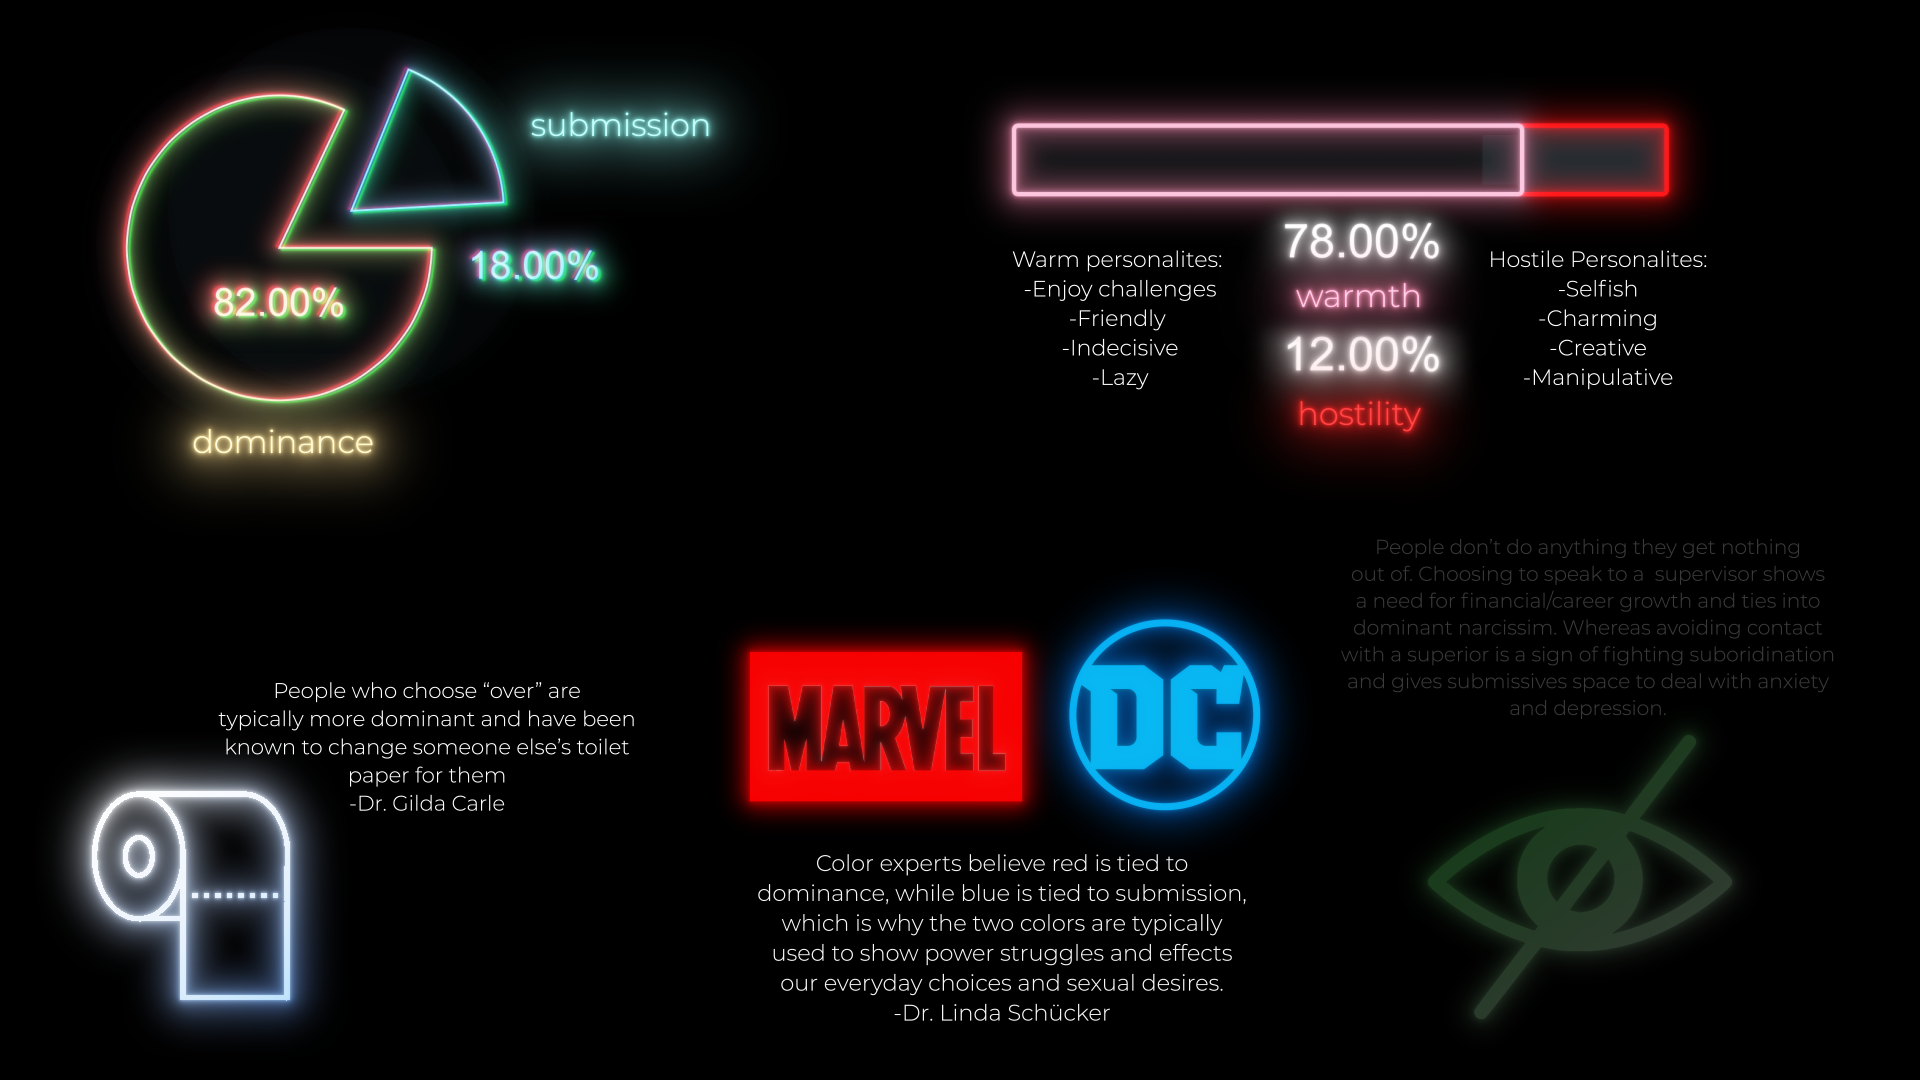 submission
18.00%
82.00%
dominance
78.00%
warmth
12.00%
hostility
Warm personalites:
-Enjoy challenges
-Friendly
-Indecisive
-Lazy
Hostile Personalites:
-Selfish
-Charming
-Creative
-Manipulative
People don’t do anything they get nothing
out of. Choosing to speak to a  supervisor shows
a need for financial/career growth and ties into
dominant narcissim. Whereas avoiding contact
with a superior is a sign of fighting suboridination
and gives submissives space to deal with anxiety
and depression.
People who choose “over” are
typically more dominant and have been
known to change someone else’s toilet
paper for them
-Dr. Gilda Carle
MARVEL
DC
Color experts believe red is tied to
dominance, while blue is tied to submission,
which is why the two colors are typically
used to show power struggles and effects
our everyday choices and sexual desires.
-Dr. Linda Schücker